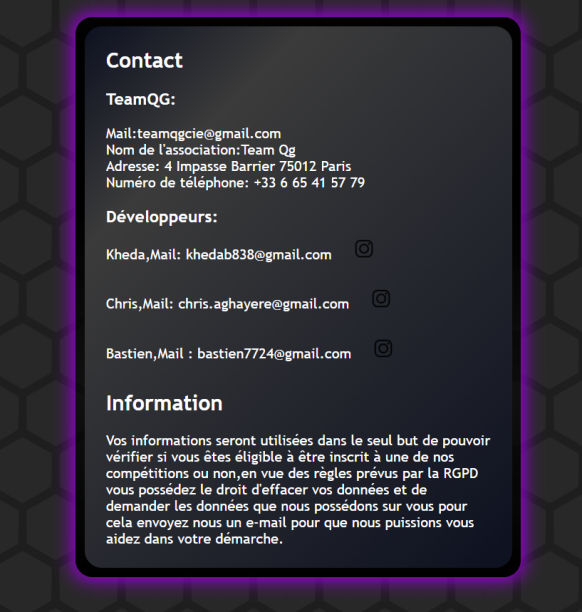 Contact
TeamQG:
Mail:teamqgcie@gmail.com
Nom de l'association:Team Qg
Adresse: 4 Impasse Barrier 75012 Paris
Numéro de téléphone: +33 6 65 41 57 79
Développeurs:
Kheda,Mail: khedab838@gmail.com
Chris,Mail: chris.aghayere@gmail.com
Bastien,Mail : bastien7724@gmail.com
Information
Vos informations seront utilisées dans le seul but de pouvoir
vérifier si vous êtes éligible à être inscrit à une de nos
compétitions ou non,en vue des règles prévus par la RGPD
vous possédez le droit d'effacer vos données et de
demander les données que nous possédons sur vous pour
cela envoyez nous un e-mail pour que nous puissions vous
aidez dans votre démarche.